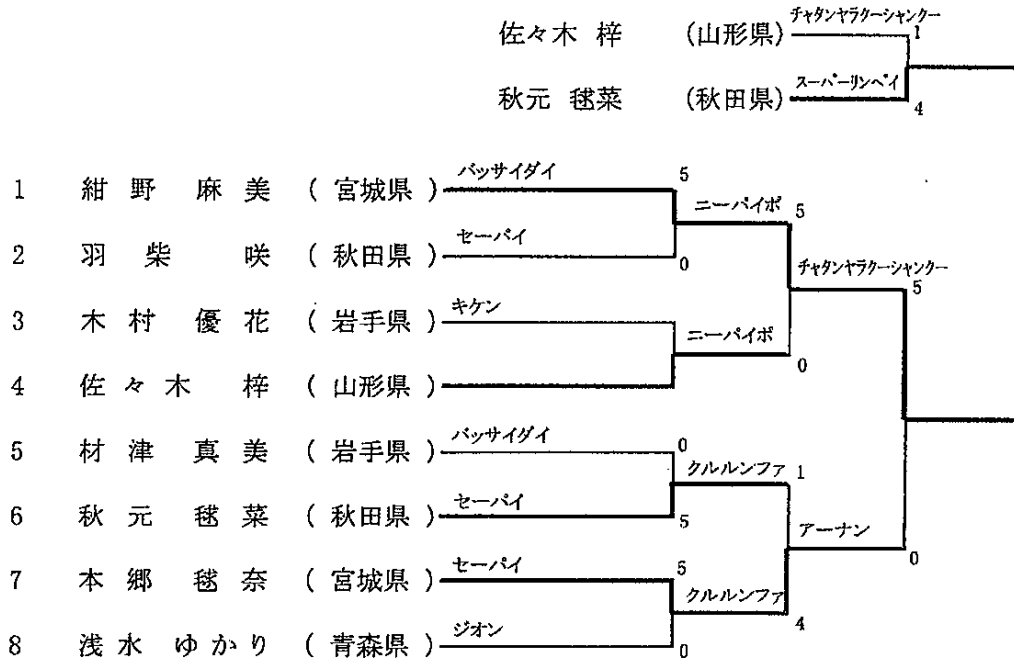 佐々木 梓 (山形県) チャタンヤラクーシャンクー 1
秋元 毬菜 (秋田県) スーパーリンペイ 4
1 紺野 麻美 (宮城県) バッサイダイ 5
ニーパイポ 5
2 羽柴 咲 (秋田県) セーパイ 0
チャタンヤラクーシャンクー 5
3 木村 優花 (岩手県) キケン
ニーパイポ 0
4 佐々木 梓 (山形県)
5 材津 真美 (岩手県) バッサイダイ 0
クルルンファ 1
6 秋元 毬菜 (秋田県) セーパイ 5
アーナン 0
7 本郷 毬奈 (宮城県) セーパイ 5
クルルンファ 4
8 浅水 ゆかり (青森県) ジオン 0